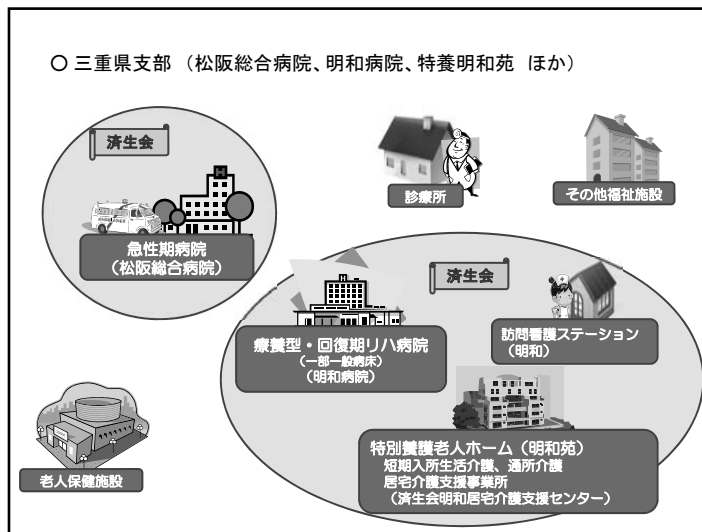 〇 三重県支部 （松阪総合病院、明和病院、特養明和苑 ほか）
済生会
急性期病院
（松阪総合病院）
診療所
その他福祉施設
済生会
療養型・回復期リハ病院
（一部一般病床）
（明和病院）
訪問看護ステーション
（明和）
特別養護老人ホーム（明和苑）
短期入所生活介護、通所介護
居宅介護支援事業所
（済生会明和居宅介護支援センター）
老人保健施設